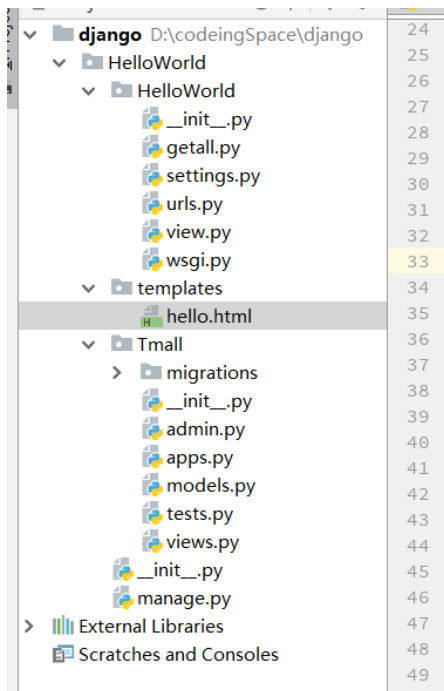 django D:\codeingSpace\django
HelloWorld
HelloWorld
__init__.py
getall.py
settings.py
urls.py
view.py
wsgi.py
templates
hello.html
Tmall
migrations
__init__.py
admin.py
apps.py
models.py
tests.py
views.py
__init__.py
manage.py
External Libraries
Scratches and Consoles
24
25
26
27
28
29
30
31
32
33
34
35
36
37
38
39
40
41
42
43
44
45
46
47
48
49